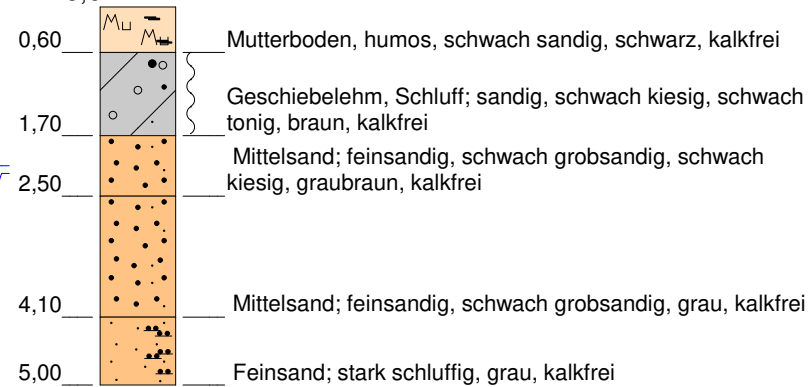 Mu
Mu
0,60 Mutterboden, humos, schwach sandig, schwarz, kalkfrei
Geschiebelehm, Schluff; sandig, schwach kiesig, schwach
1,70 tonig, braun, kalkfrei
Mittelsand; feinsandig, schwach grobsandig, schwach
2,50 kiesig, graubraun, kalkfrei
4,10 Mittelsand; feinsandig, schwach grobsandig, grau, kalkfrei
5,00 Feinsand; stark schluffig, grau, kalkfrei